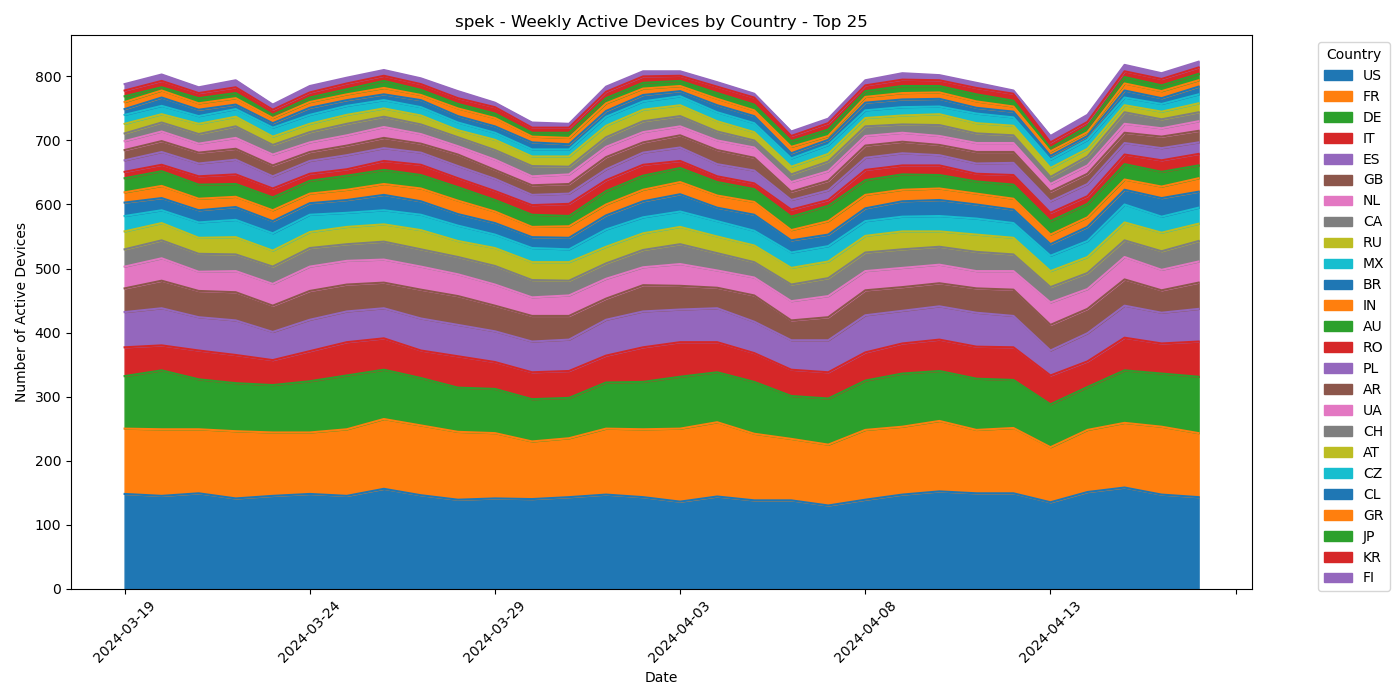 spek - Weekly Active Devices by Country - Top 25
Number of Active Devices
800
700
600
500
400
300
200
100
0
2024-03-19
2024-03-24
2024-03-29
2024-04-03
2024-04-08
2024-04-13
Date
Country
US
FR
DE
IT
ES
GB
NL
CA
RU
MX
BR
IN
AU
RO
PL
AR
UA
CH
AT
CZ
CL
GR
JP
KR
FI